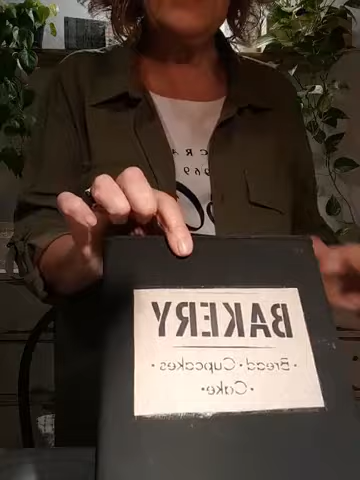 BAKERY
• Bread • Cupcakes •
• Cake •